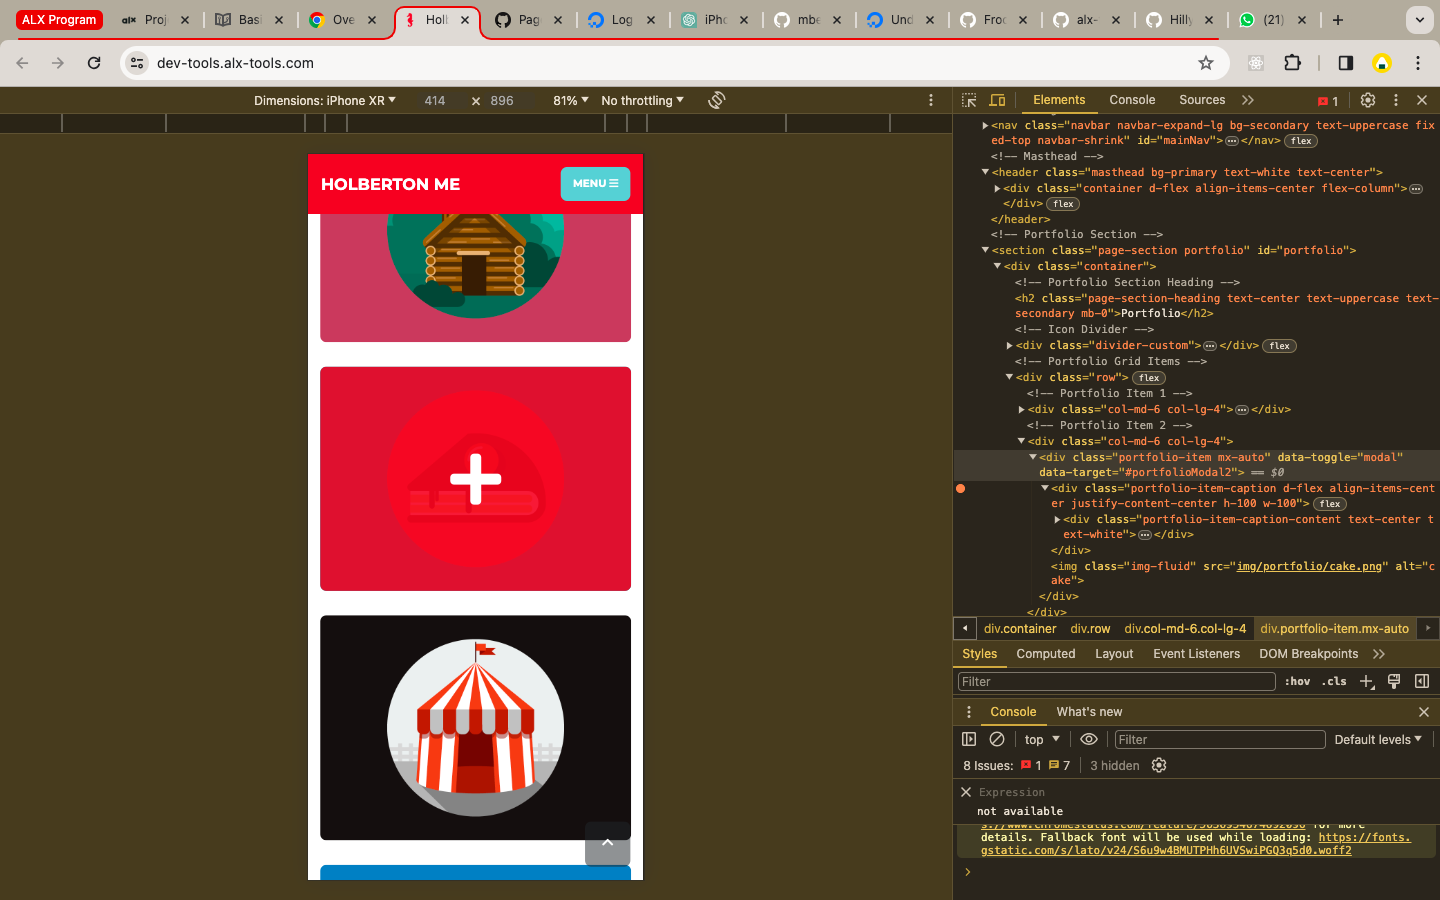 ALX Program
alx Proj
Basi
Ove
Holb
Pag
Log
iPho
mbe
Und
Froc
alx-
Hilly
(21)
dev-tools.alx-tools.com
Dimensions: iPhone XR 414 × 896 81% No throttling
HOLBERTON ME
MENU
Elements Console Sources 1
<nav class="navbar navbar-expand-lg bg-secondary text-uppercase fix
ed-top navbar-shrink" id="mainNav">…</nav> flex
<!-- Masthead -->
<header class="masthead bg-primary text-white text-center">
<div class="container d-flex align-items-center flex-column">…
</div> flex
</header>
<!-- Portfolio Section -->
<section class="page-section portfolio" id="portfolio">
<div class="container">
<!-- Portfolio Section Heading -->
<h2 class="page-section-heading text-center text-uppercase text-
secondary mb-0">Portfolio</h2>
<!-- Icon Divider -->
<div class="divider-custom">…</div> flex
<!-- Portfolio Grid Items -->
<div class="row"> flex
<!-- Portfolio Item 1 -->
<div class="col-md-6 col-lg-4">…</div>
<!-- Portfolio Item 2 -->
<div class="col-md-6 col-lg-4">
<div class="portfolio-item mx-auto" data-toggle="modal"
data-target="#portfolioModal2"> == $0
<div class="portfolio-item-caption d-flex align-items-cent
er justify-content-center h-100 w-100"> flex
<div class="portfolio-item-caption-content text-center t
ext-white">…</div>
</div>
<img class="img-fluid" src="img/portfolio/cake.png" alt="c
ake">
</div>
</div>
div.container div.row div.col-md-6.col-lg-4 div.portfolio-item.mx-auto
Styles Computed Layout Event Listeners DOM Breakpoints
Filter :hov .cls
Console What's new
top Filter Default levels
8 Issues: 1 7 3 hidden
Expression
not available
details. Fallback font will be used while loading: https://fonts.
gstatic.com/s/lato/v24/S6u9w4BMUTPHh6UVSwiPGQ3q5d0.woff2